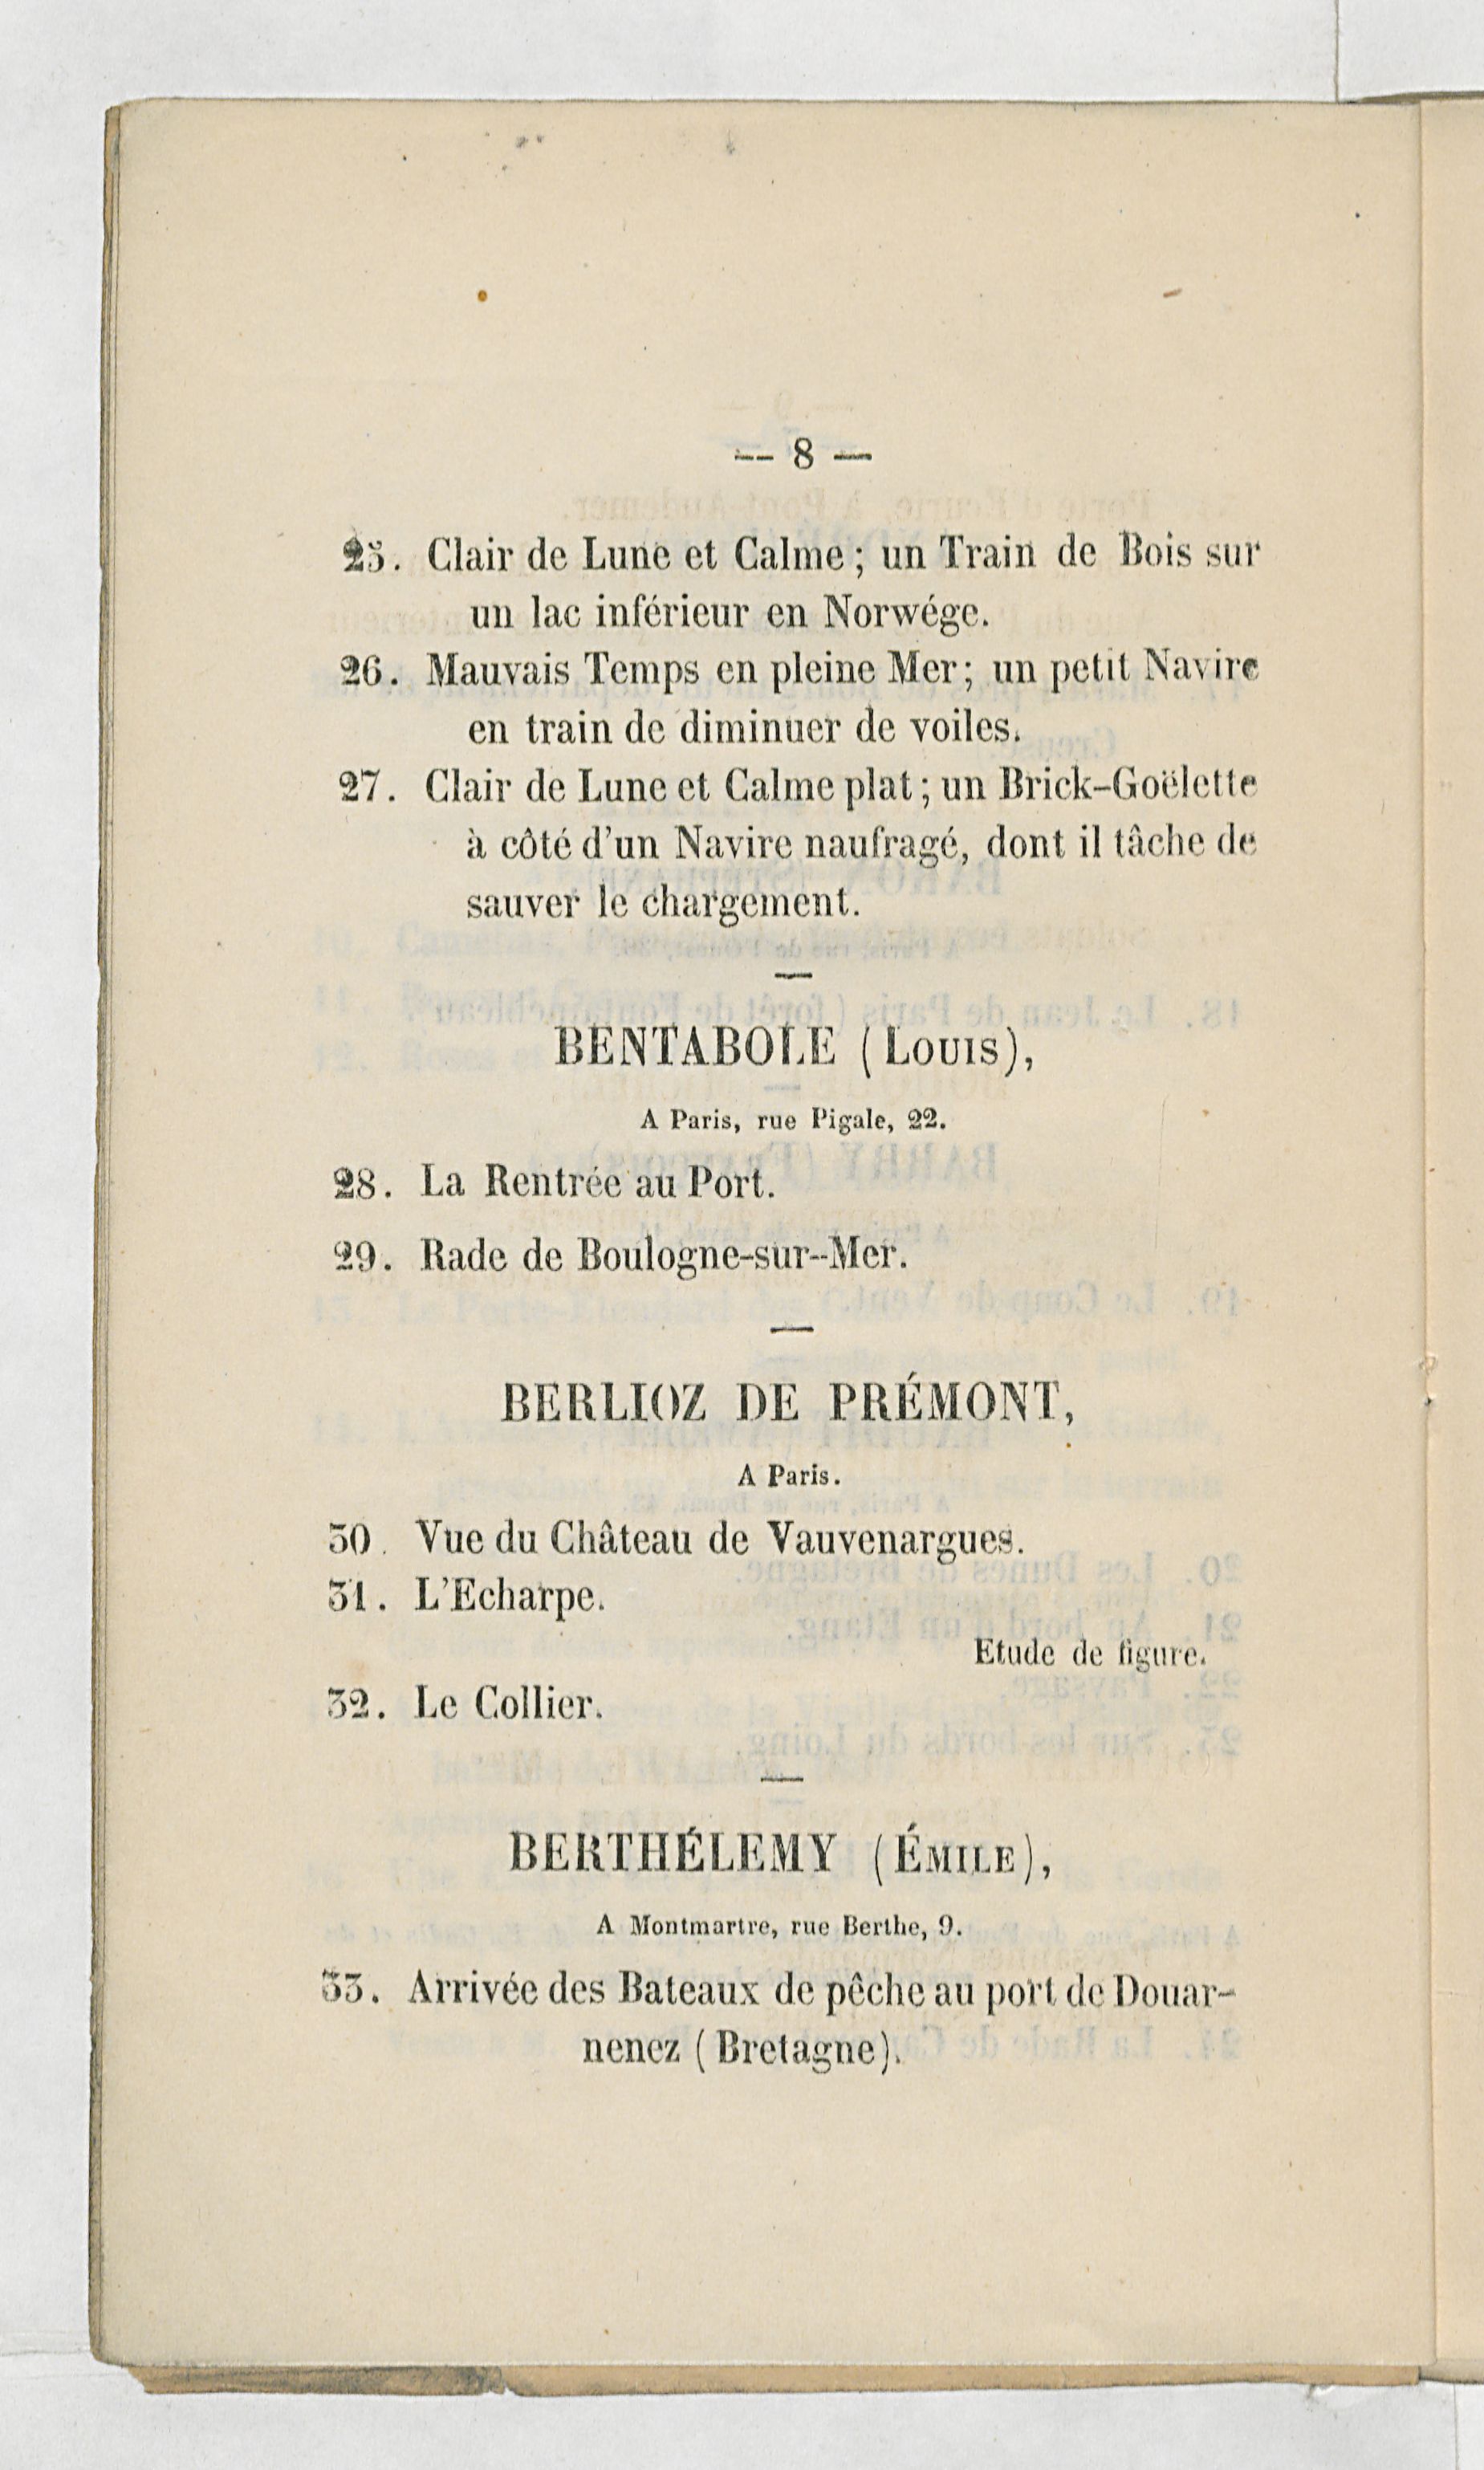 — 8 —
25. Clair de Lune et Calme ; un Train de Bois sur
un lac inférieur en Norwége.
26. Mauvais Temps en pleine Mer ; un petit Navire
en train de diminuer de voiles.
27. Clair de Lune et Calme plat ; un Brick-Goëlette
à côté d'un Navire naufragé, dont il tâche de
sauver le chargement.
—
BENTABOLE (Louis),
A Paris, rue Pigale, 22.
28. La Rentrée au Port.
29. Rade de Boulogne-sur-Mer.
—
BERLIOZ DE PRÉMONT,
A Paris.
30. Vue du Château de Vauvenargues.
31. L'Echarpe.
Etude de figure.
32. Le Collier.
—
BERTHÉLEMY (Émile),
A Montmartre, rue Berthe, 9.
33. Arrivée des Bateaux de pêche au port de Douar-
nenez (Bretagne).